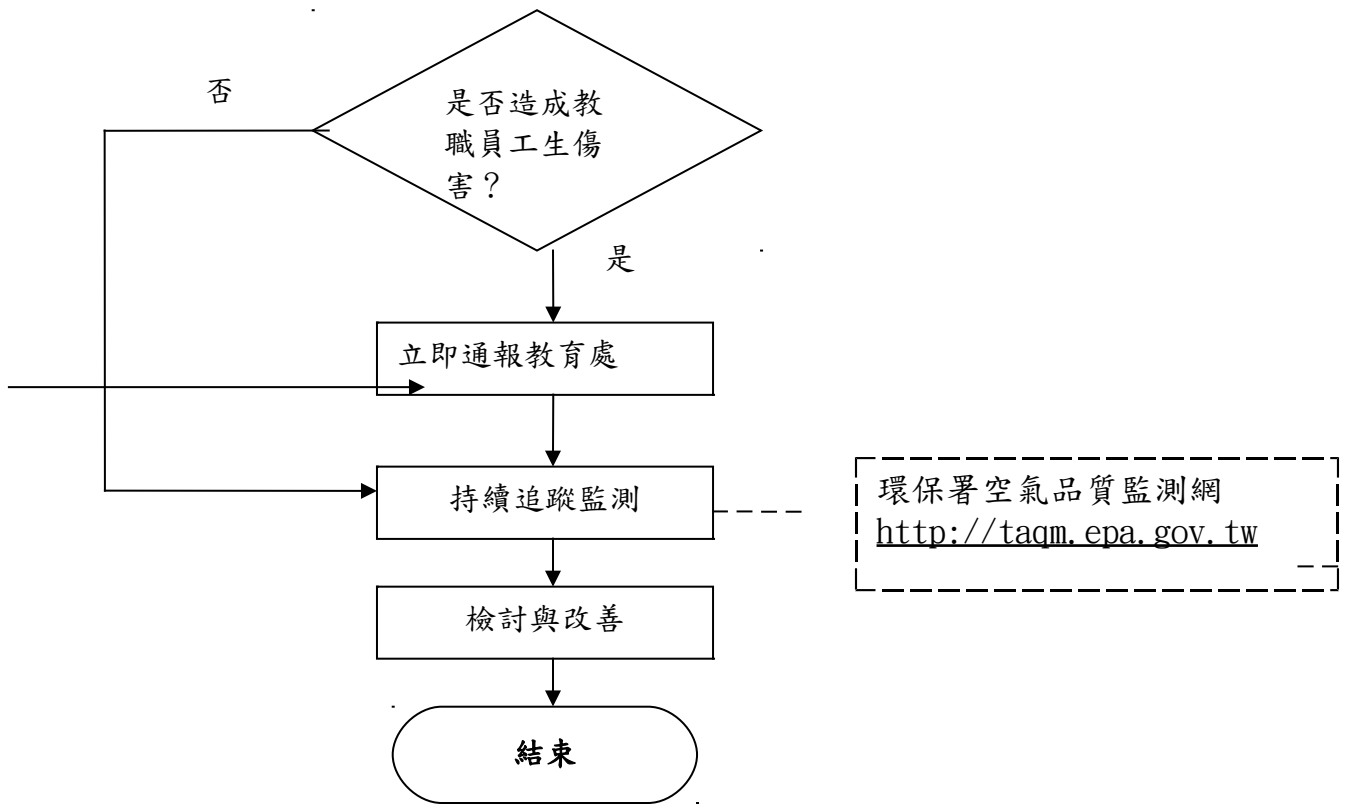 否
是否造成教
職員工生傷
害？
是
立即通報教育處
持續追蹤監測
環保署空氣品質監測網
http://taqm.epa.gov.tw
檢討與改善
結束